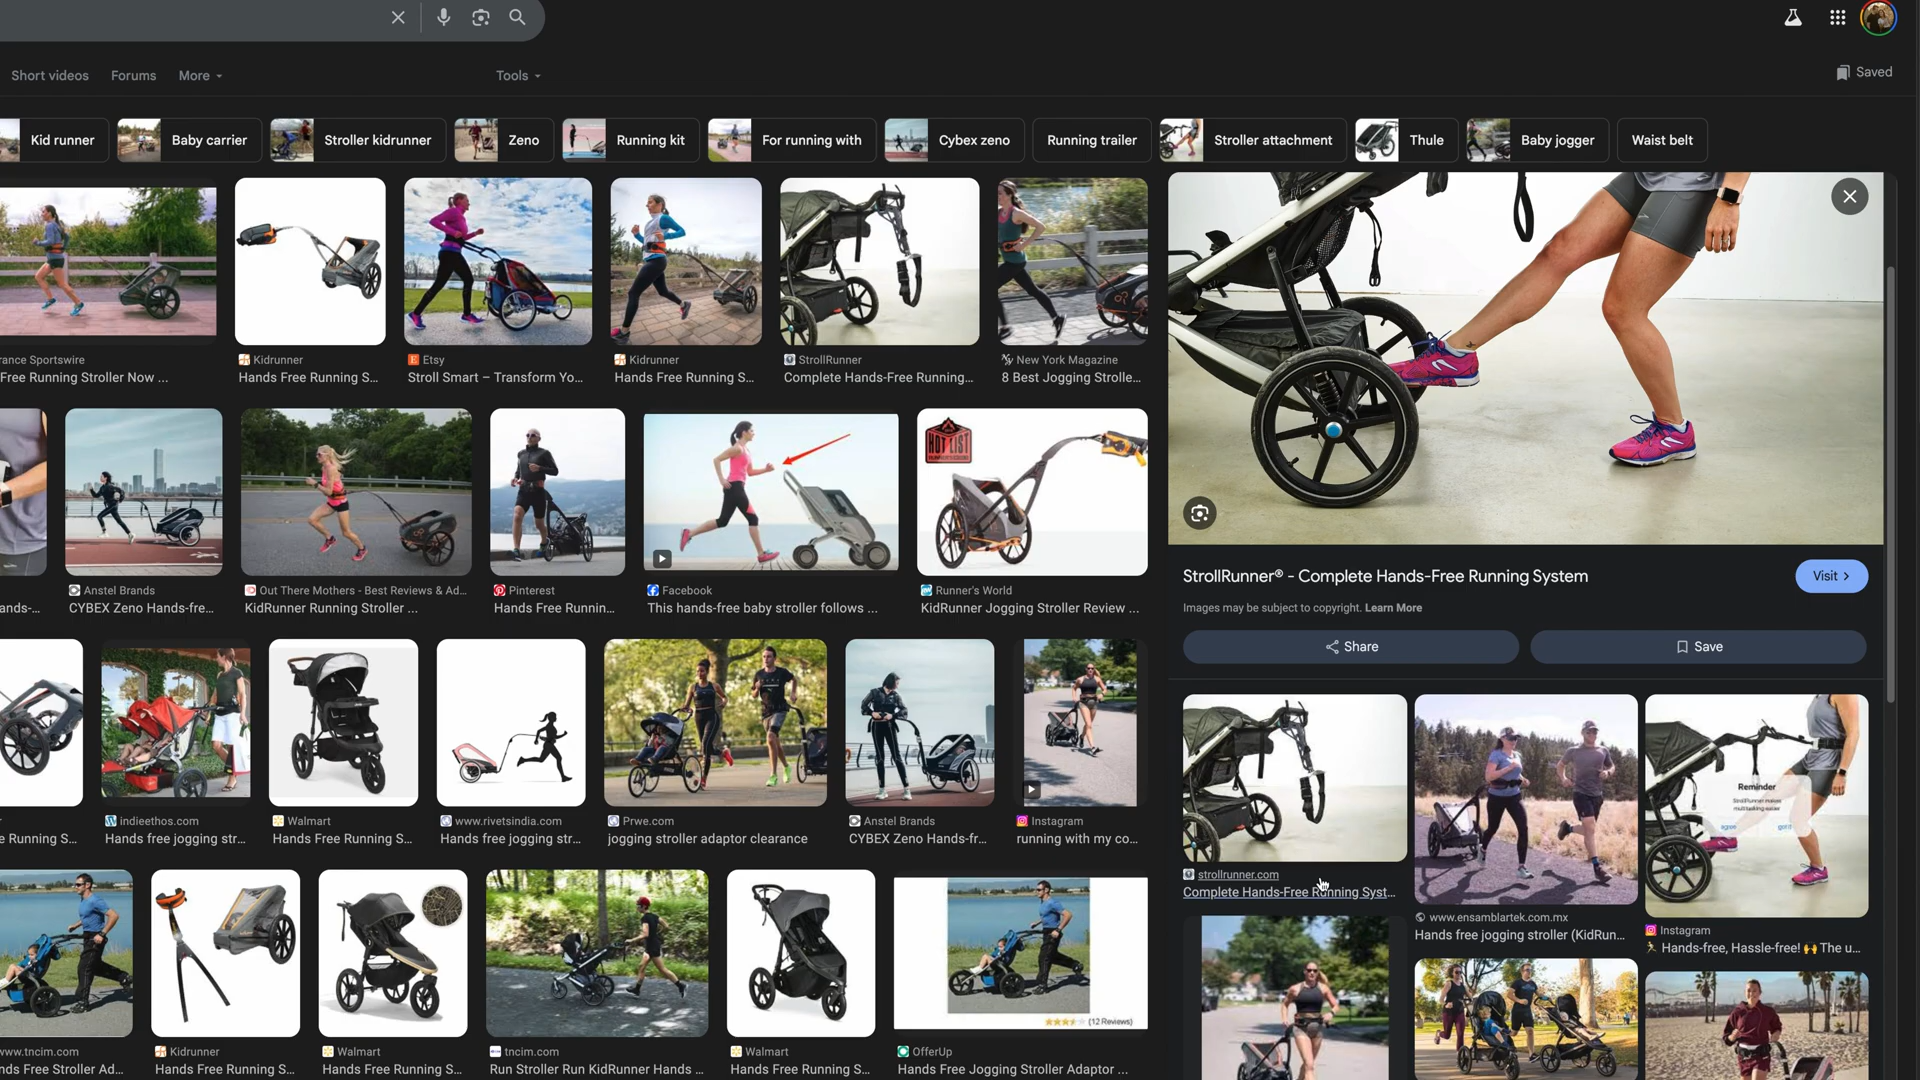 Short videos
Forums
More
Tools
Saved
Kid runner
Baby carrier
Stroller kidrunner
Zeno
Running kit
For running with
Cybex zeno
Running trailer
Stroller attachment
Thule
Baby jogger
Waist belt
rance Sportswire
Free Running Stroller Now ...
Kidrunner
Hands Free Running S...
Etsy
Stroll Smart – Transform Yo...
Kidrunner
Hands Free Running S...
StrollRunner
Complete Hands-Free Running...
New York Magazine
8 Best Jogging Strolle...
ands-...
Anstel Brands
CYBEX Zeno Hands-fre...
Out There Mothers - Best Reviews & Ad...
KidRunner Running Stroller ...
Pinterest
Hands Free Runnin...
Facebook
This hands-free baby stroller follows ...
HOT LIST
Runner's World
KidRunner Jogging Stroller Review ...
e Running S...
indieethos.com
Hands free jogging str...
Walmart
Hands Free Running S...
www.rivetsindia.com
Hands free jogging str...
Prwe.com
jogging stroller adaptor clearance
Anstel Brands
CYBEX Zeno Hands-fr...
Instagram
running with my co...
www.tncim.com
nds Free Stroller Ad...
Kidrunner
Hands Free Running S...
Walmart
Hands Free Running S...
tncim.com
Run Stroller Run KidRunner Hands ...
Walmart
Hands Free Running S...
(12 Reviews)
OfferUp
Hands Free Jogging Stroller Adaptor ...
StrollRunner® - Complete Hands-Free Running System
Visit
Images may be subject to copyright. Learn More
Share
Save
strollrunner.com
Complete Hands-Free Running Syst...
www.ensamblartek.com.mx
Hands free jogging stroller (KidRun...
Reminder
StrollRunner makes
multitasking easier
agree
got it
Instagram
Hands-free, Hassle-free! 🙌 The u...